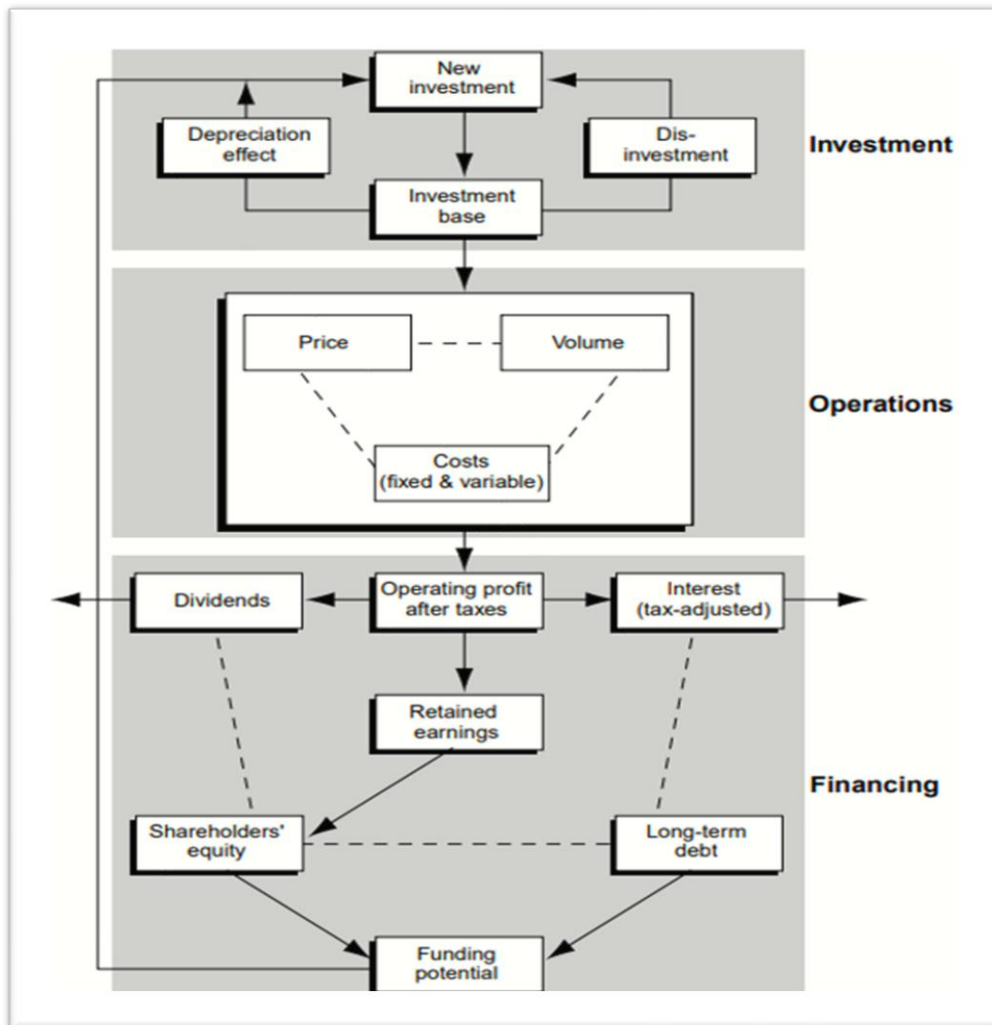 New
investment
Depreciation
effect
Dis-
investment
Investment
Investment
base
Price
Volume
Operations
Costs
(fixed & variable)
Dividends
Operating profit
after taxes
Interest
(tax-adjusted)
Retained
earnings
Financing
Shareholders'
equity
Long-term
debt
Funding
potential